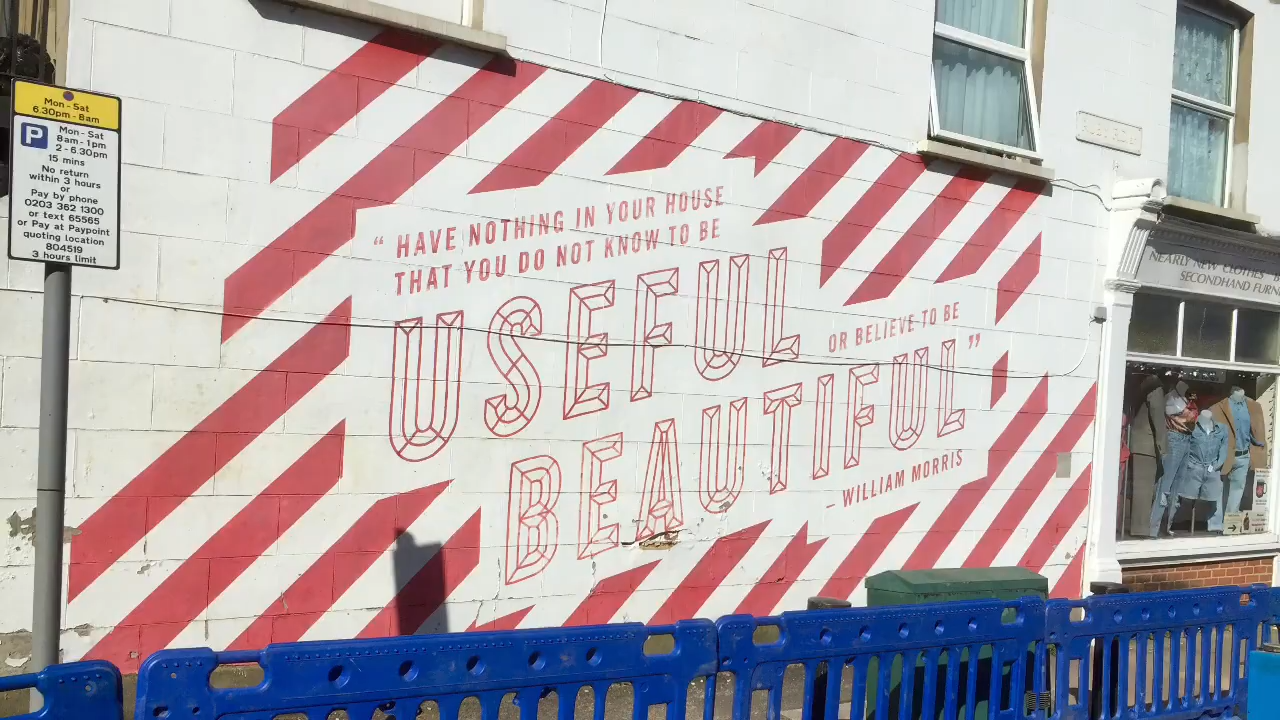 Mon - Sat
6.30pm - 8am
P
Mon - Sat
8am - 1pm
2 - 6.30pm
15 mins
No return
within 3 hours
or
Pay by phone
0203 362 1300
or text 65565
or Pay at Paypoint
quoting location
804519
3 hours limit
“ HAVE NOTHING IN YOUR HOUSE
THAT YOU DO NOT KNOW TO BE
USEFUL
OR BELIEVE TO BE
BEAUTIFUL ”
-WILLIAM MORRIS
NEARLY NEW CLOTHES
SECONDHAND